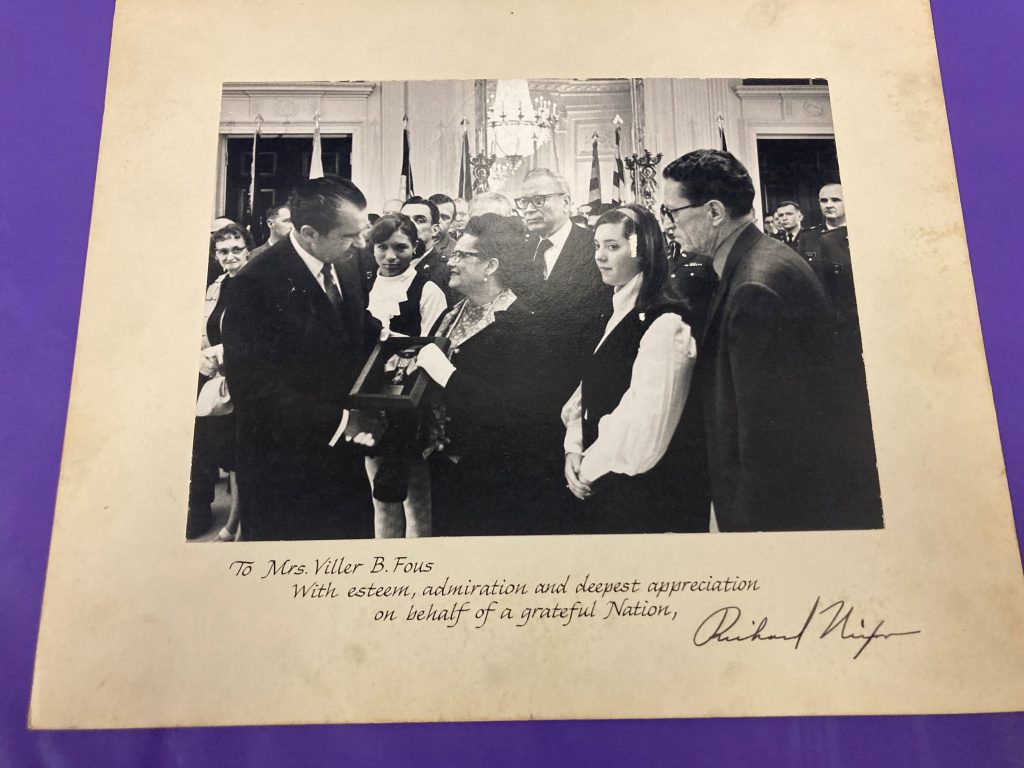 To Mrs. Viller B. Fous
With esteem, admiration and deepest appreciation
on behalf of a grateful Nation,
Richard Nixon